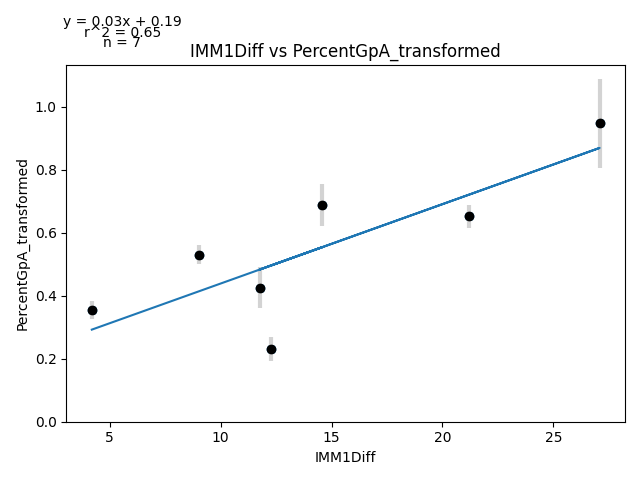 y = 0.03x + 0.19
r^2 = 0.65
n = 7
IMM1Diff vs PercentGpA_transformed
PercentGpA_transformed
1.0
0.8
0.6
0.4
0.2
0.0
5 10 15 20 25
IMM1Diff